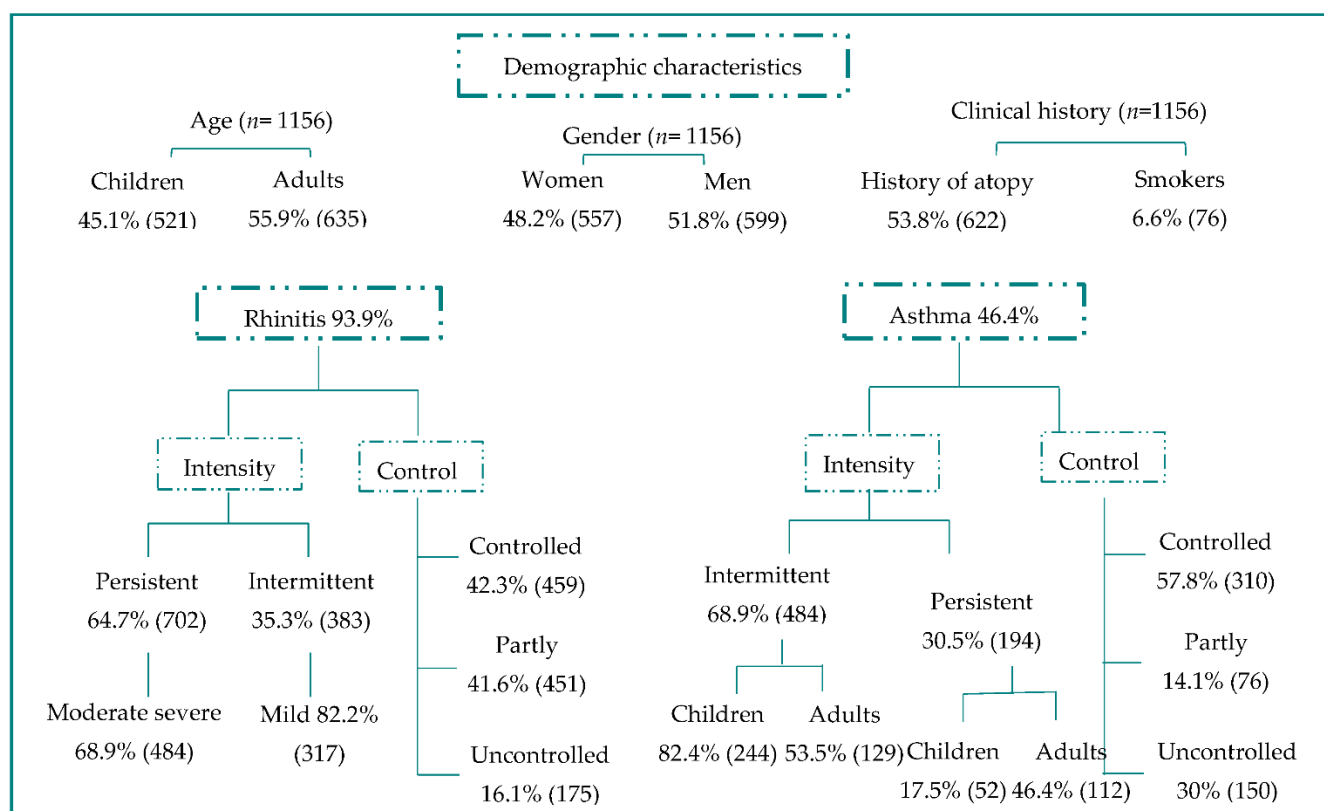 Demographic characteristics
Age (n= 1156)
Children
45.1% (521)
Adults
55.9% (635)
Gender (n= 1156)
Women
48.2% (557)
Men
51.8% (599)
Clinical history (n=1156)
History of atopy
53.8% (622)
Smokers
6.6% (76)
Rhinitis 93.9%
Intensity
Persistent
64.7% (702)
Moderate severe
68.9% (484)
Intermittent
35.3% (383)
Mild 82.2%
(317)
Control
Controlled
42.3% (459)
Partly
41.6% (451)
Uncontrolled
16.1% (175)
Asthma 46.4%
Intensity
Intermittent
68.9% (484)
Children
82.4% (244)
Adults
53.5% (129)
Persistent
30.5% (194)
Children
17.5% (52)
Adults
46.4% (112)
Control
Controlled
57.8% (310)
Partly
14.1% (76)
Uncontrolled
30% (150)